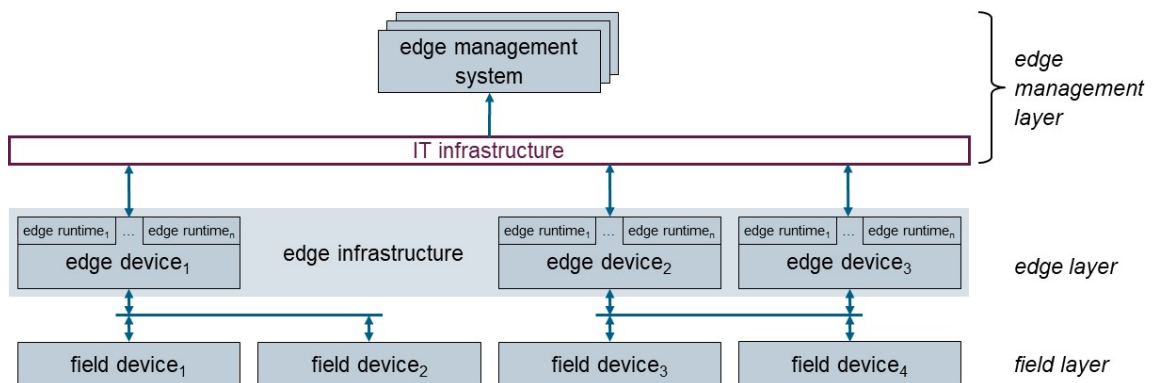 edge management
system
edge
management
layer
IT infrastructure
edge runtime₁ ... edge runtimeₙ
edge device₁
edge infrastructure
edge runtime₁ ... edge runtimeₙ
edge device₂
edge runtime₁ ... edge runtimeₙ
edge device₃
edge layer
field device₁
field device₂
field device₃
field device₄
field layer